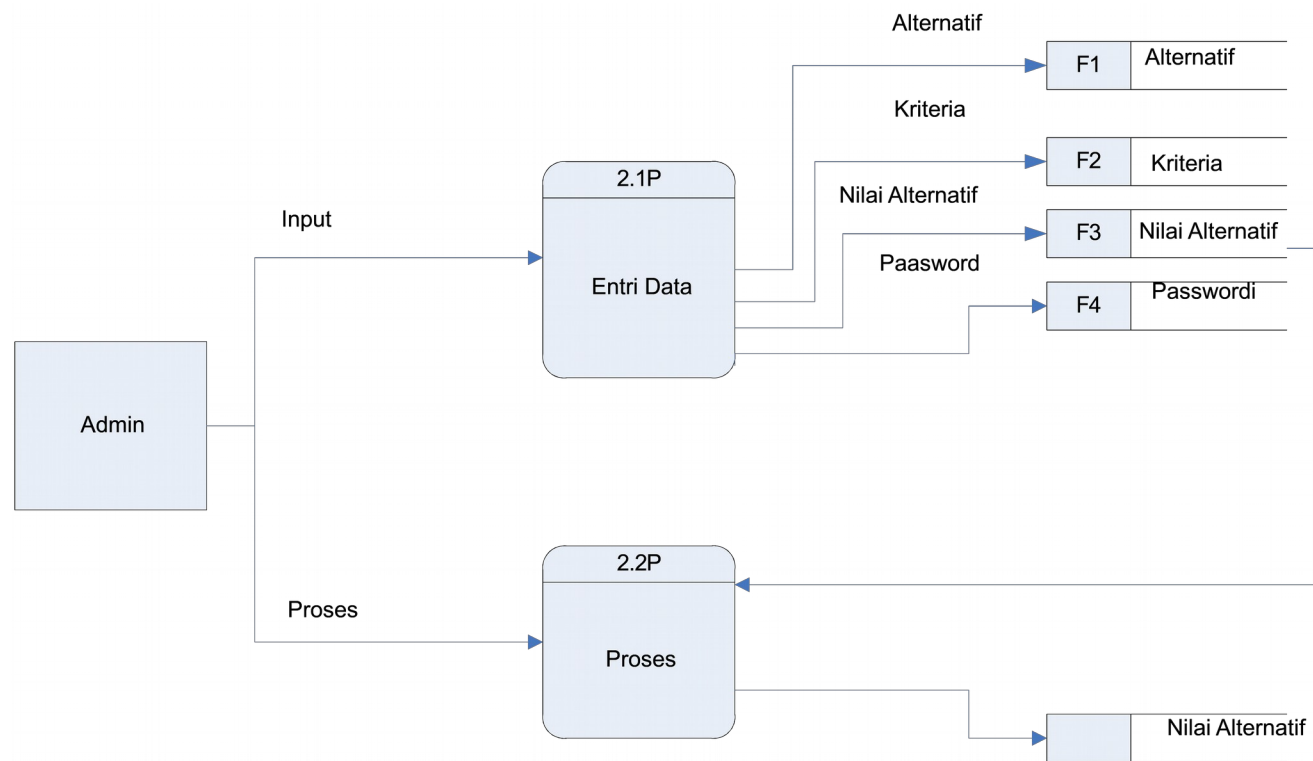 Alternatif
F1
Alternatif
Kriteria
F2
Kriteria
2.1P
Nilai Alternatif
Input
F3
Nilai Alternatif
Paasword
Entri Data
F4
Passwordi
Admin
2.2P
Proses
Proses
Nilai Alternatif